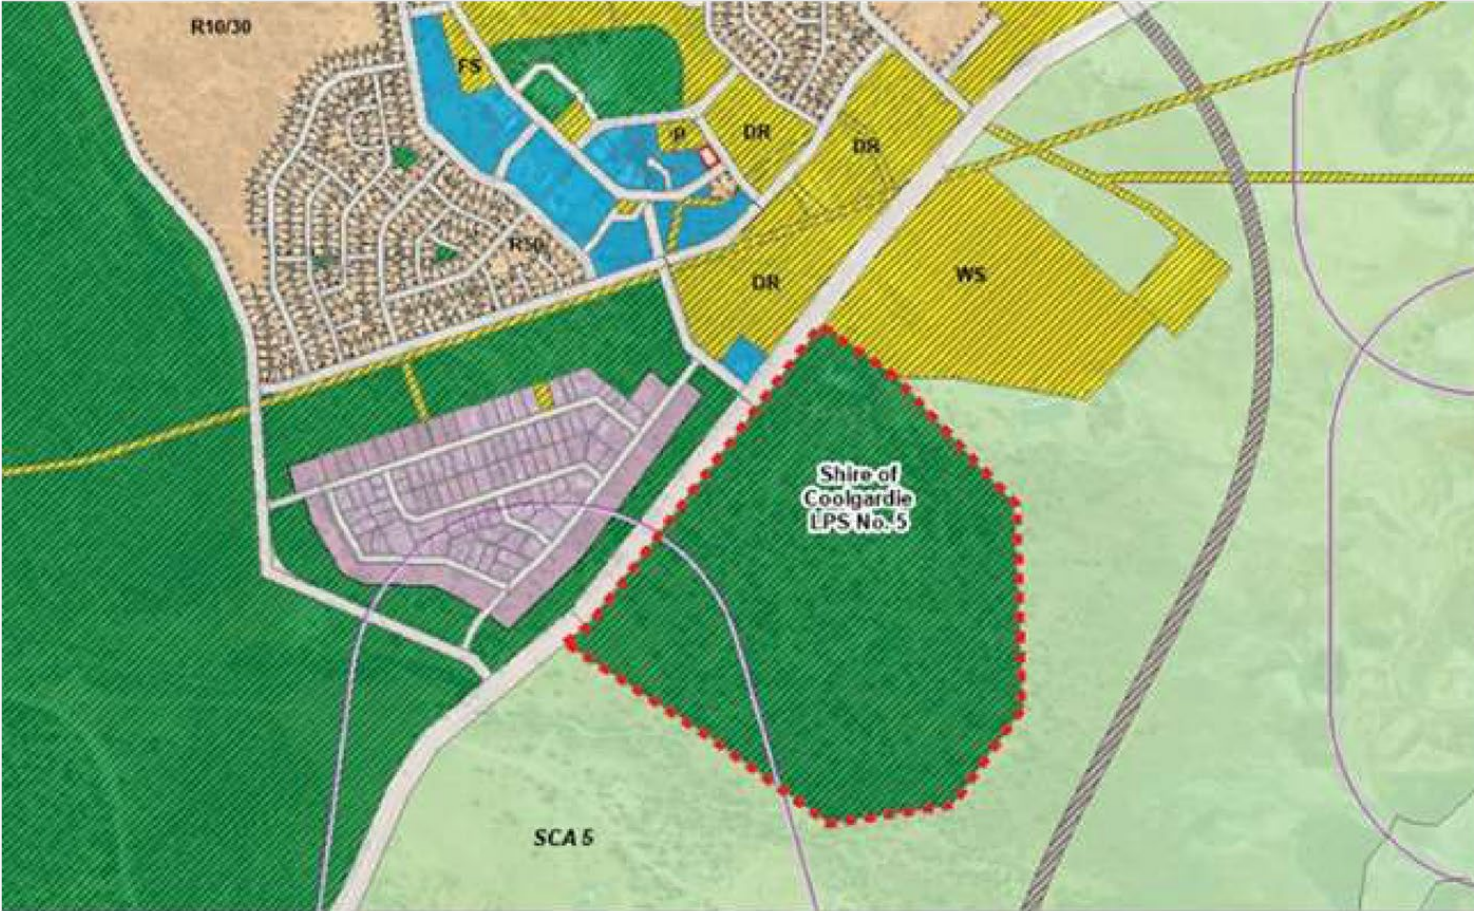 R10/30
FS
P
DR
DR
R50
DR
WS
Shire of
Coolgardie
LPS No. 5
SCA 5